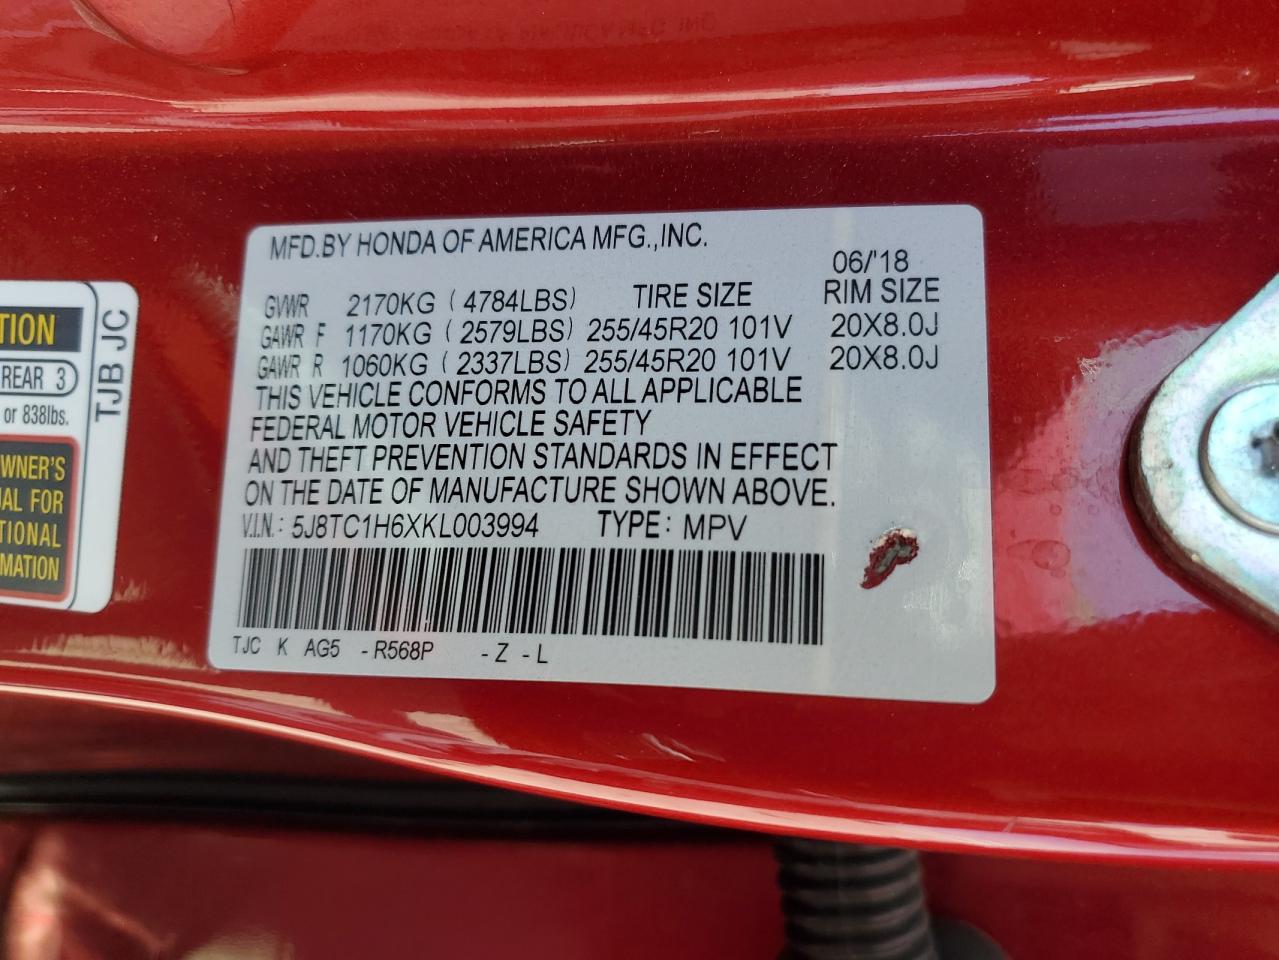 MFD.BY HONDA OF AMERICA MFG.,INC.
06/'18
GVWR 2170KG (4784LBS) TIRE SIZE RIM SIZE
GAWR F 1170KG (2579LBS) 255/45R20 101V 20X8.0J
GAWR R 1060KG (2337LBS) 255/45R20 101V 20X8.0J
THIS VEHICLE CONFORMS TO ALL APPLICABLE
FEDERAL MOTOR VEHICLE SAFETY
AND THEFT PREVENTION STANDARDS IN EFFECT
ON THE DATE OF MANUFACTURE SHOWN ABOVE.
V.I.N.: 5J8TC1H6XKL003994 TYPE: MPV
TJC K AG5 -R568P -Z -L
TION
REAR 3
or 838lbs.
WNER'S
AL FOR
TIONAL
MATION
TJB JC